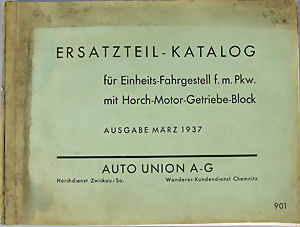 ERSATZTEIL-KATALOG
für Einheits-Fahrgestell f. m. Pkw.
mit Horch-Motor-Getriebe-Block
AUSGABE MÄRZ 1937
AUTO UNION A-G
Horchdienst Zwickau/Sa. Wanderer-Kundendienst Chemnitz
901